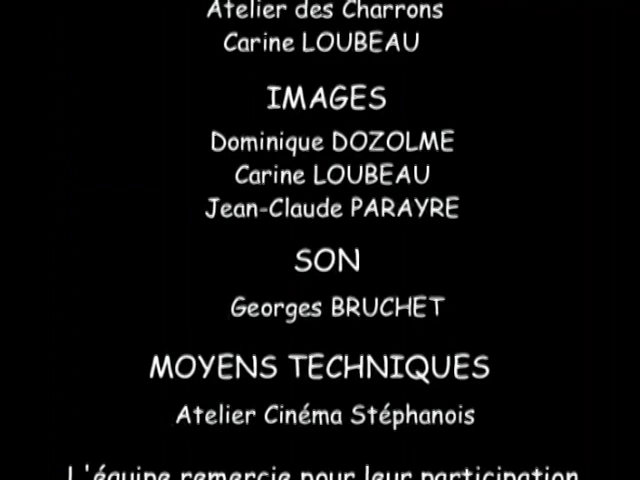 Atelier des Charrons
Carine LOUBEAU
IMAGES
Dominique DOZOLME
Carine LOUBEAU
Jean-Claude PARAYRE
SON
Georges BRUCHET
MOYENS TECHNIQUES
Atelier Cinéma Stéphanois
L'équipe remercie pour leur participation